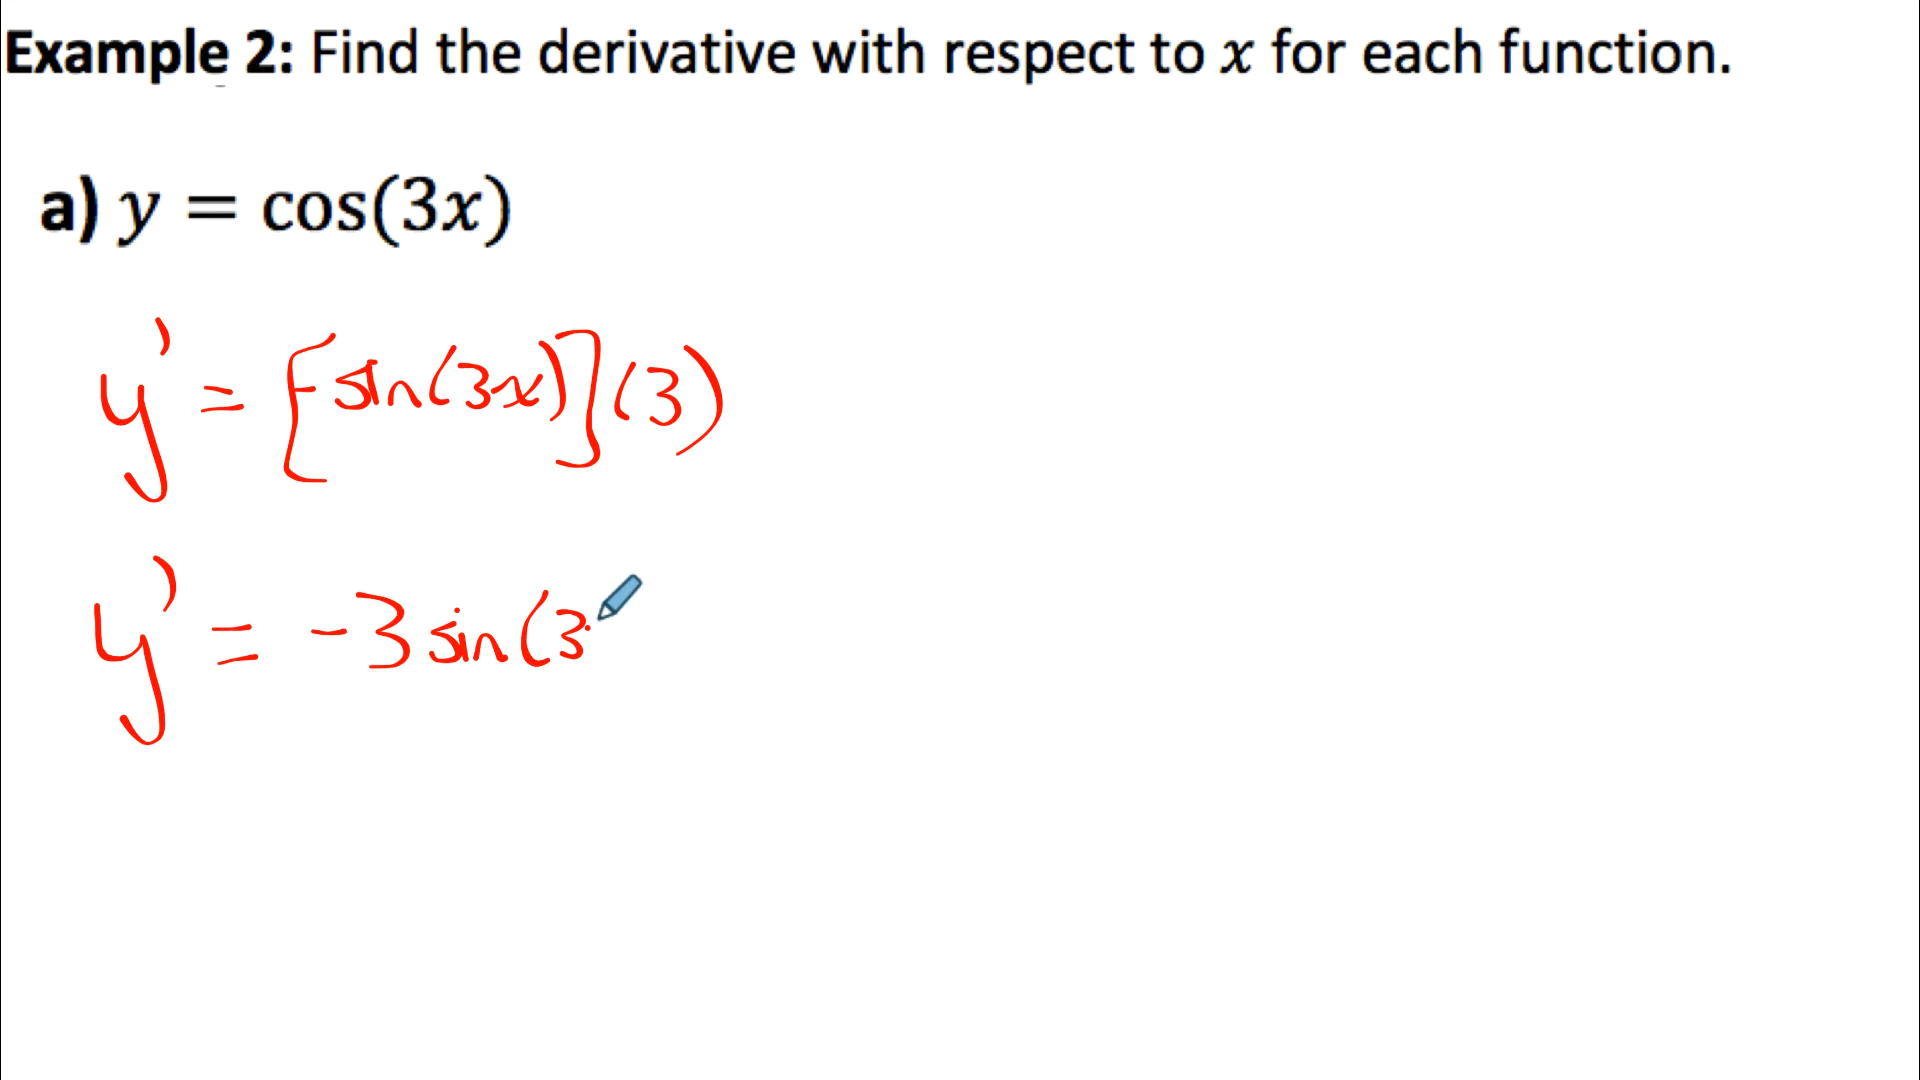 Example 2: Find the derivative with respect to x for each function.
a) y = cos(3x)
y' = [-sin(3x)](3)
y' = -3 sin(3